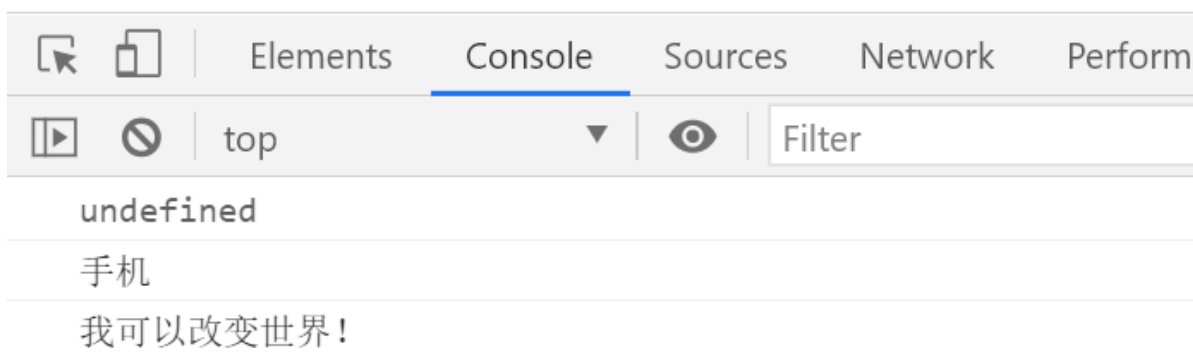 Elements Console Sources Network Perform
top Filter
undefined
手机
我可以改变世界!